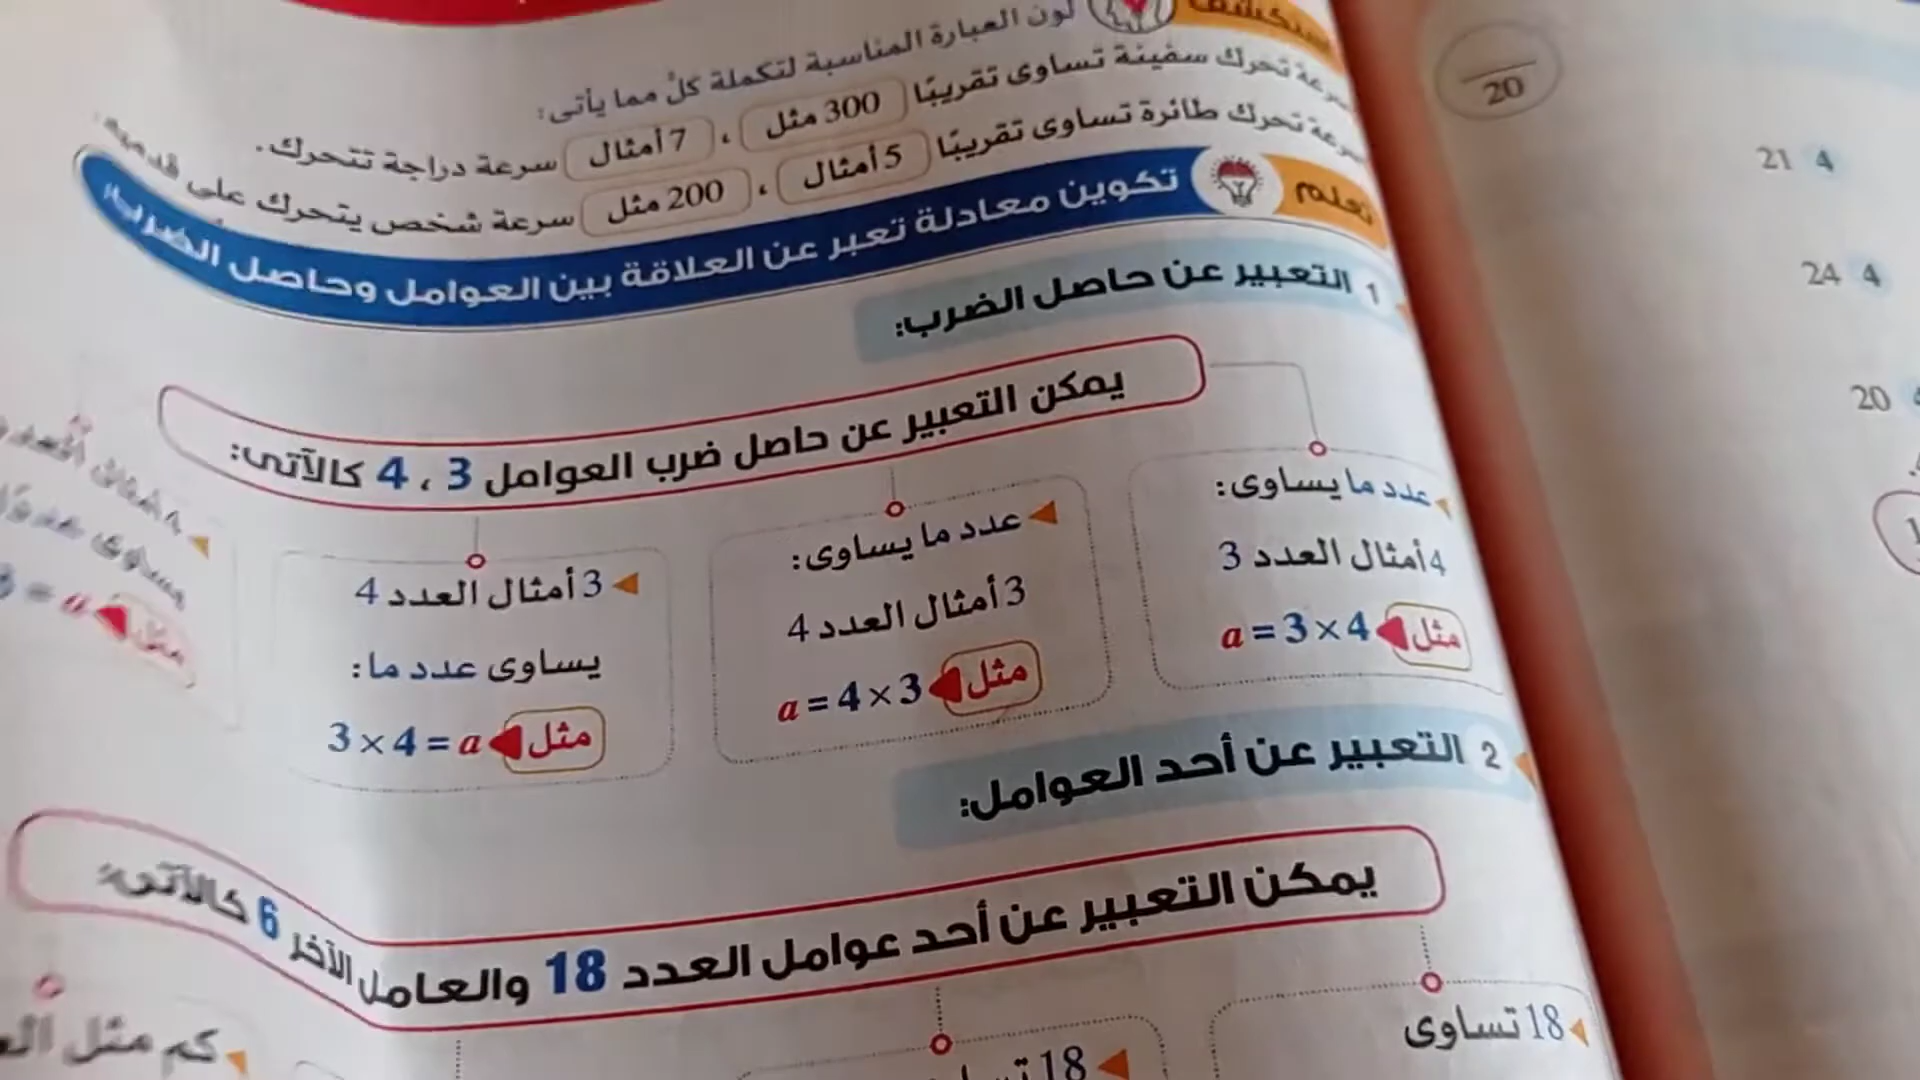 لون العبارة المناسبة لتكملة كلٍّ مما يأتى:
تحرك سفينة تساوى تقريبًا 300 مثل ، 7 أمثال سرعة دراجة تتحرك.
تحرك طائرة تساوى تقريبًا 5 أمثال ، 200 مثل سرعة شخص يتحرك على قدميه.
تعلم
تكوين معادلة تعبر عن العلاقة بين العوامل وحاصل الضرب:
1 التعبير عن حاصل الضرب:
يمكن التعبير عن حاصل ضرب العوامل 3 ، 4 كالآتى:
عدد ما يساوى:
4 أمثال العدد 3
مثل a = 3 × 4
عدد ما يساوى:
3 أمثال العدد 4
مثل a = 4 × 3
3 أمثال العدد 4
يساوى عدد ما:
مثل 3 × 4 = a
مثل
2 التعبير عن أحد العوامل:
يمكن التعبير عن أحد عوامل العدد 18 والعامل الآخر 6 كالآتى:
18 تساوى
18
كم مثل
20
21 4
24 4
20